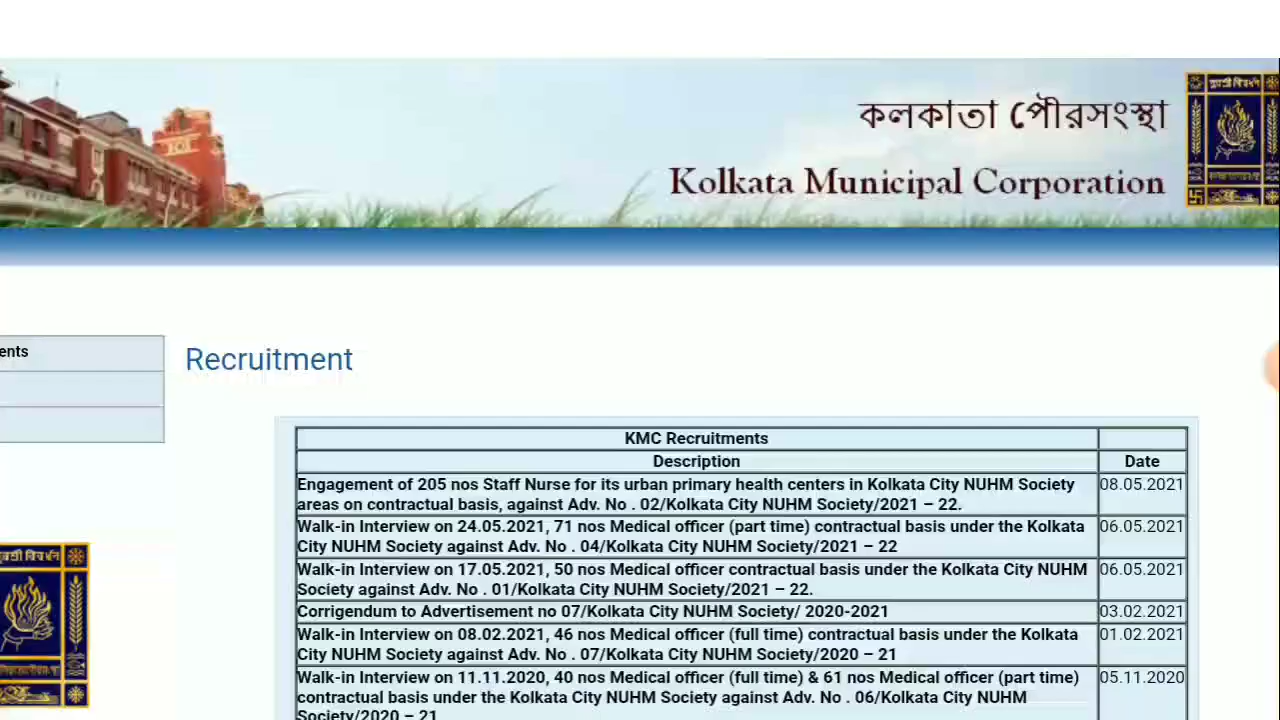 কলকাতা পৌরসংস্থা
Kolkata Municipal Corporation
ents
Recruitment
KMC Recruitments
Description Date
Engagement of 205 nos Staff Nurse for its urban primary health centers in Kolkata City NUHM Society 08.05.2021
areas on contractual basis, against Adv. No . 02/Kolkata City NUHM Society/2021 – 22.
Walk-in Interview on 24.05.2021, 71 nos Medical officer (part time) contractual basis under the Kolkata 06.05.2021
City NUHM Society against Adv. No . 04/Kolkata City NUHM Society/2021 – 22
Walk-in Interview on 17.05.2021, 50 nos Medical officer contractual basis under the Kolkata City NUHM 06.05.2021
Society against Adv. No . 01/Kolkata City NUHM Society/2021 – 22.
Corrigendum to Advertisement no 07/Kolkata City NUHM Society/ 2020-2021 03.02.2021
Walk-in Interview on 08.02.2021, 46 nos Medical officer (full time) contractual basis under the Kolkata 01.02.2021
City NUHM Society against Adv. No . 07/Kolkata City NUHM Society/2020 – 21
Walk-in Interview on 11.11.2020, 40 nos Medical officer (full time) & 61 nos Medical officer (part time) 05.11.2020
contractual basis under the Kolkata City NUHM Society against Adv. No . 06/Kolkata City NUHM
Society/2020 – 21